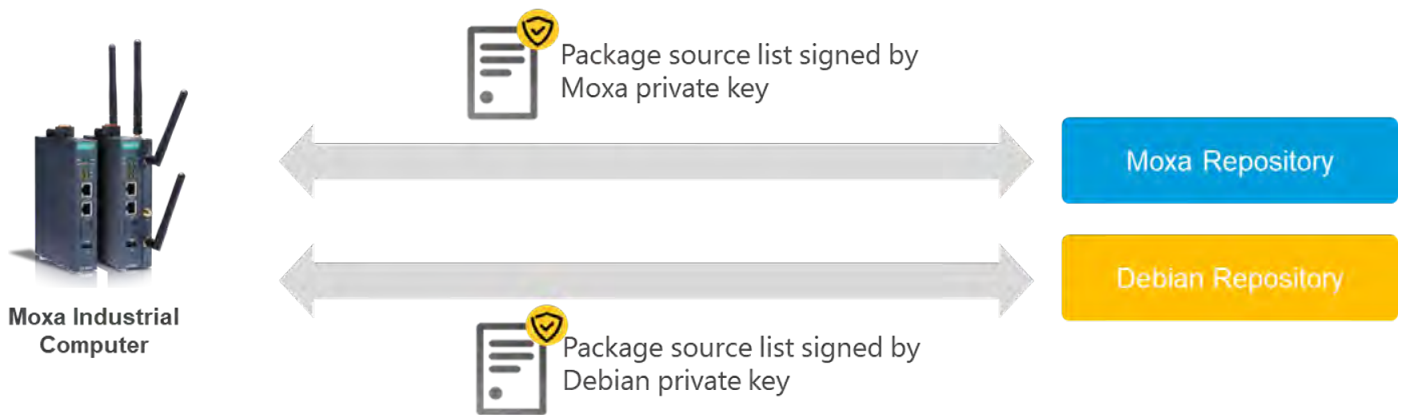 Package source list signed by
Moxa private key
Moxa Repository
Debian Repository
Moxa Industrial
Computer
Package source list signed by
Debian private key